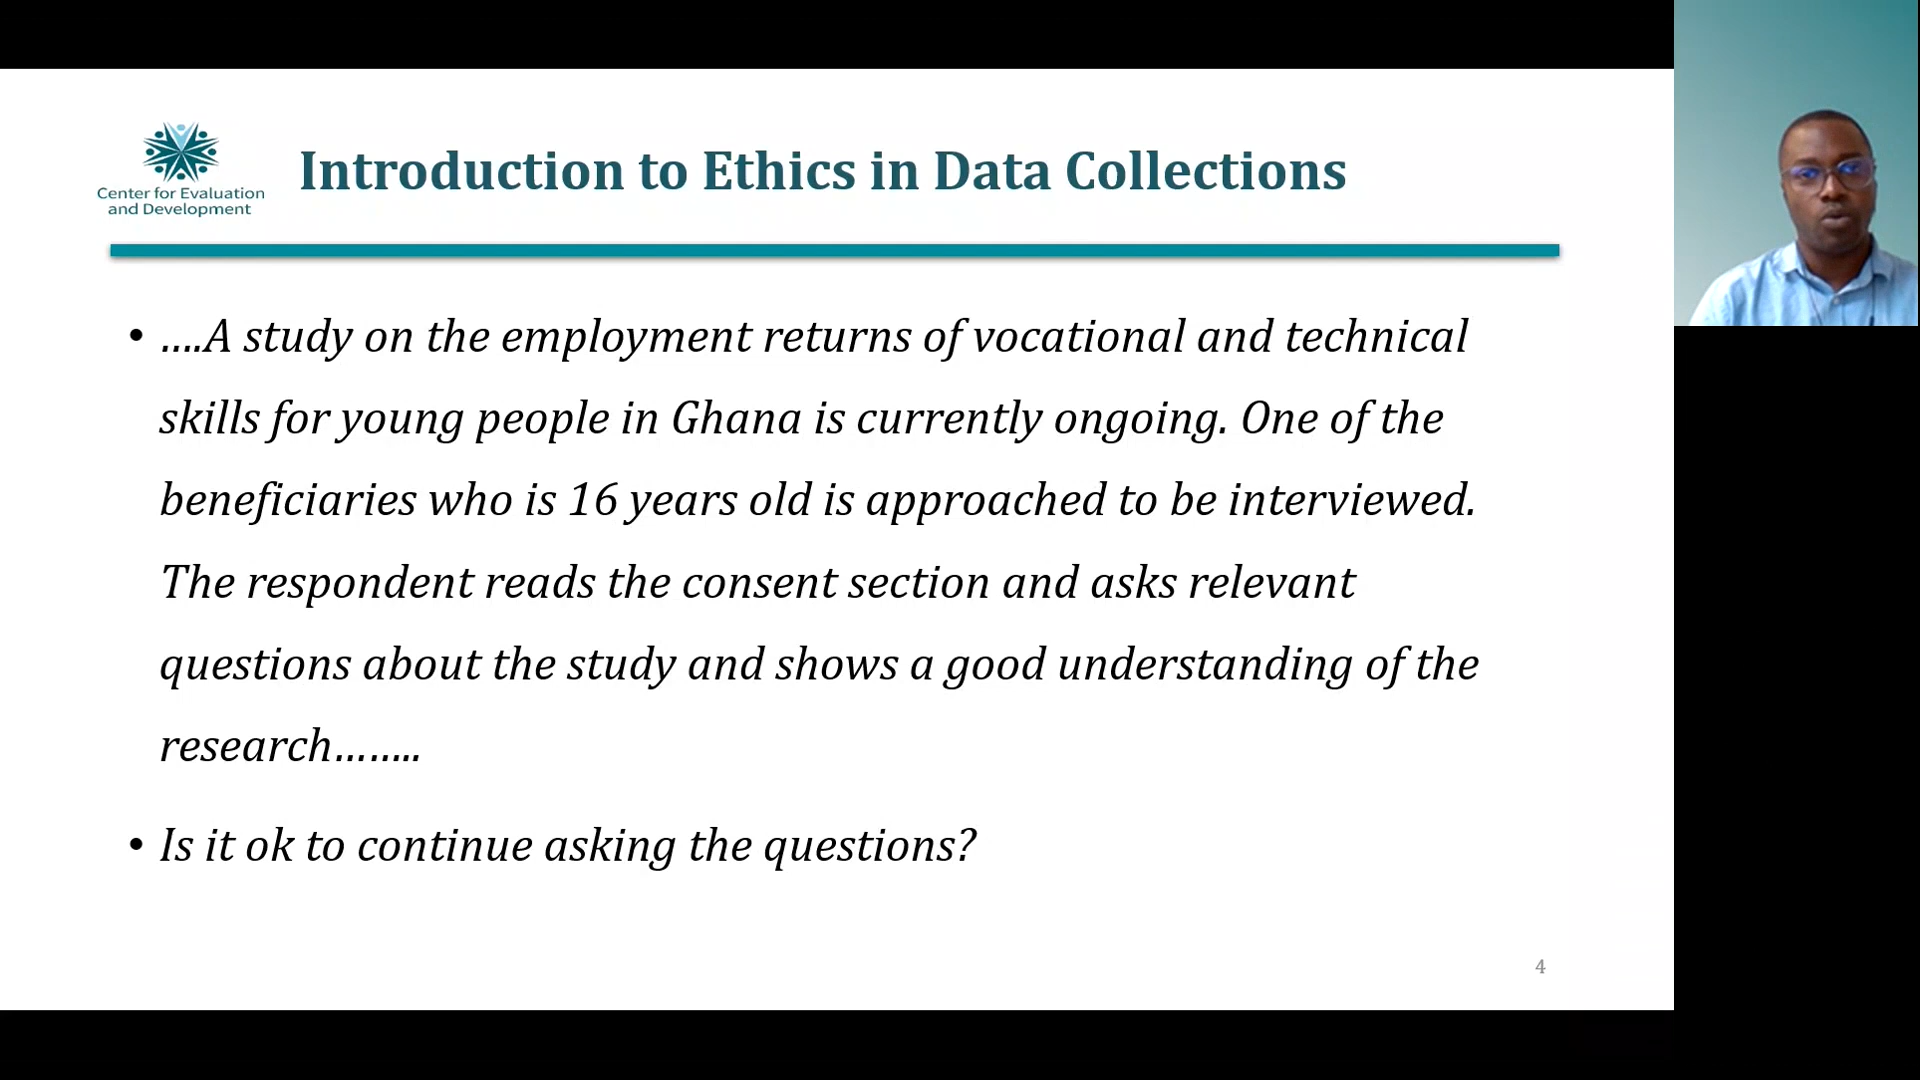 Center for Evaluation
and Development
Introduction to Ethics in Data Collections
• ....A study on the employment returns of vocational and technical
skills for young people in Ghana is currently ongoing. One of the
beneficiaries who is 16 years old is approached to be interviewed.
The respondent reads the consent section and asks relevant
questions about the study and shows a good understanding of the
research........
• Is it ok to continue asking the questions?
4